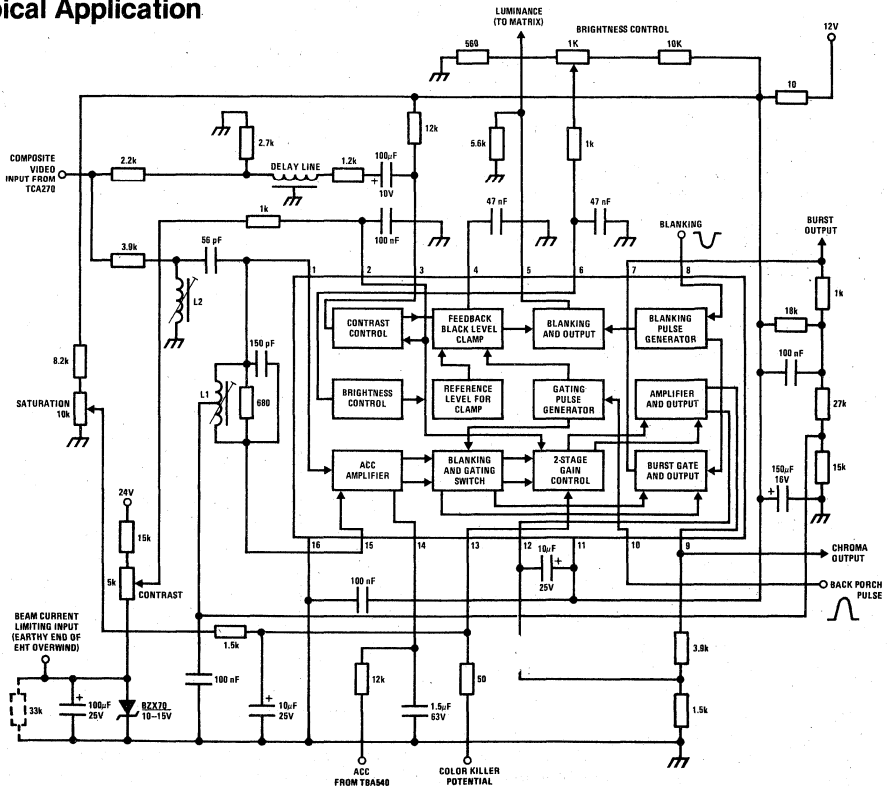 ical Application
LUMINANCE
(TO MATRIX)
BRIGHTNESS CONTROL
12V
560
1K
10K
10
12k
COMPOSITE
VIDEO
INPUT FROM
TCA270
2.2k
2.7k
DELAY LINE
1.2k
100µF
+
10V
5.6k
1k
1k
100 nF
47 nF
47 nF
BLANKING
BURST
OUTPUT
3.9k
56 pF
L2
1
2
3
4
5
6
7
8
1k
18k
100 nF
27k
15k
150µF
16V
+
CONTRAST
CONTROL
FEEDBACK
BLACK LEVEL
CLAMP
BLANKING
AND OUTPUT
BLANKING
PULSE
GENERATOR
8.2k
SATURATION
10k
150 pF
L1
680
BRIGHTNESS
CONTROL
REFERENCE
LEVEL FOR
CLAMP
GATING
PULSE
GENERATOR
AMPLIFIER
AND OUTPUT
ACC
AMPLIFIER
BLANKING
AND GATING
SWITCH
2-STAGE
GAIN
CONTROL
BURST GATE
AND OUTPUT
24V
15k
5k
CONTRAST
16
15
14
13
12
11
10
9
10µF
+
25V
CHROMA
OUTPUT
BACK PORCH
PULSE
100 nF
BEAM CURRENT
LIMITING INPUT
(EARTHY END OF
EHT OVERWIND)
1.5k
3.9k
33k
+
100µF
25V
BZX70
10–15V
100 nF
+
10µF
25V
12k
1.5µF
63V
50
1.5k
ACC
FROM TBA540
COLOR KILLER
POTENTIAL